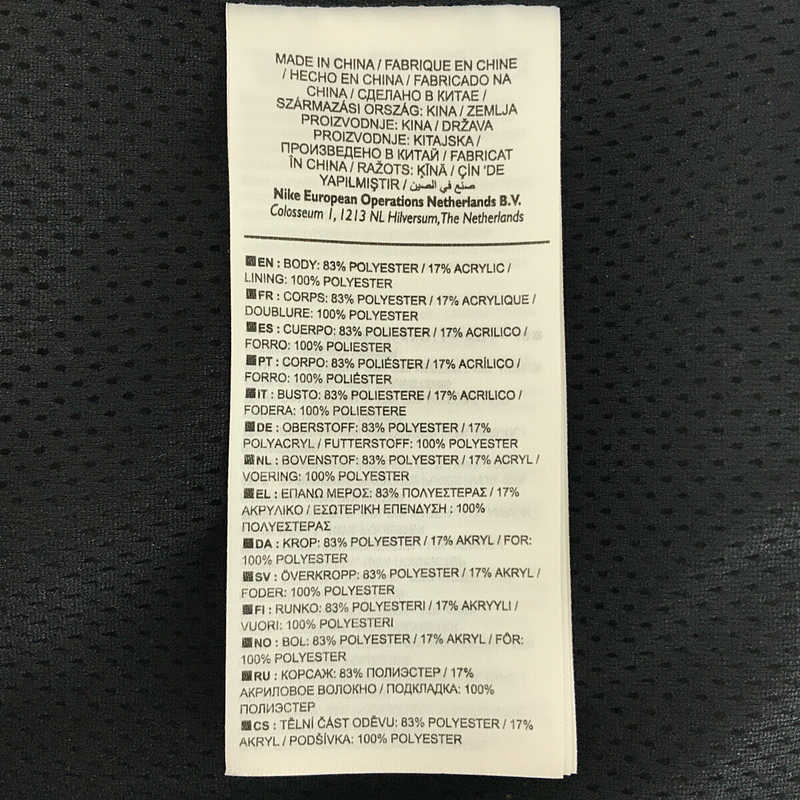 MADE IN CHINA / FABRIQUE EN CHINE
/ HECHO EN CHINA / FABRICADO NA
CHINA / СДЕЛАНО В КИТАЕ /
SZÁRMAZÁSI ORSZÁG: KINA / ZEMLJA
PROIZVODNJE: KINA / DRŽAVA
PROIZVODNJE: KITAJSKA /
ПРОИЗВЕДЕНО В КИТАЙ / FABRICAT
ÎN CHINA / RAŽOTS: ĶĪNĀ / ÇİN 'DE
YAPILMIŞTIR / صنع في الصين
Nike European Operations Netherlands B.V.
Colosseum 1, 1213 NL Hilversum, The Netherlands
EN : BODY: 83% POLYESTER / 17% ACRYLIC /
LINING: 100% POLYESTER
FR : CORPS: 83% POLYESTER / 17% ACRYLIQUE /
DOUBLURE: 100% POLYESTER
ES : CUERPO: 83% POLIESTER / 17% ACRILICO /
FORRO: 100% POLIESTER
PT : CORPO: 83% POLIÉSTER / 17% ACRÍLICO /
FORRO: 100% POLIÉSTER
IT : BUSTO: 83% POLIESTERE / 17% ACRILICO /
FODERA: 100% POLIESTERE
DE : OBERSTOFF: 83% POLYESTER / 17%
POLYACRYL / FUTTERSTOFF: 100% POLYESTER
NL : BOVENSTOF: 83% POLYESTER / 17% ACRYL /
VOERING: 100% POLYESTER
EL : ΕΠΑΝΩ ΜΕΡΟΣ: 83% ΠΟΛΥΕΣΤΕΡΑΣ / 17%
ΑΚΡΥΛΙΚΟ / ΕΣΩΤΕΡΙΚΗ ΕΠΕΝΔΥΣΗ ; 100%
ΠΟΛΥΕΣΤΕΡΑΣ
DA : KROP: 83% POLYESTER / 17% AKRYL / FOR:
100% POLYESTER
SV : ÖVERKROPP: 83% POLYESTER / 17% AKRYL /
FODER: 100% POLYESTER
FI : RUNKO: 83% POLYESTERI / 17% AKRYYLI /
VUORI: 100% POLYESTERI
NO : BOL: 83% POLYESTER / 17% AKRYL / FÔR:
100% POLYESTER
RU : КОРСАЖ: 83% ПОЛИЭСТЕР / 17%
АКРИЛОВОЕ ВОЛОКНО / ПОДКЛАДКА: 100%
ПОЛИЭСТЕР
CS : TĚLNÍ ČÁST ODĚVU: 83% POLYESTER / 17%
AKRYL / PODŠÍVKA: 100% POLYESTER